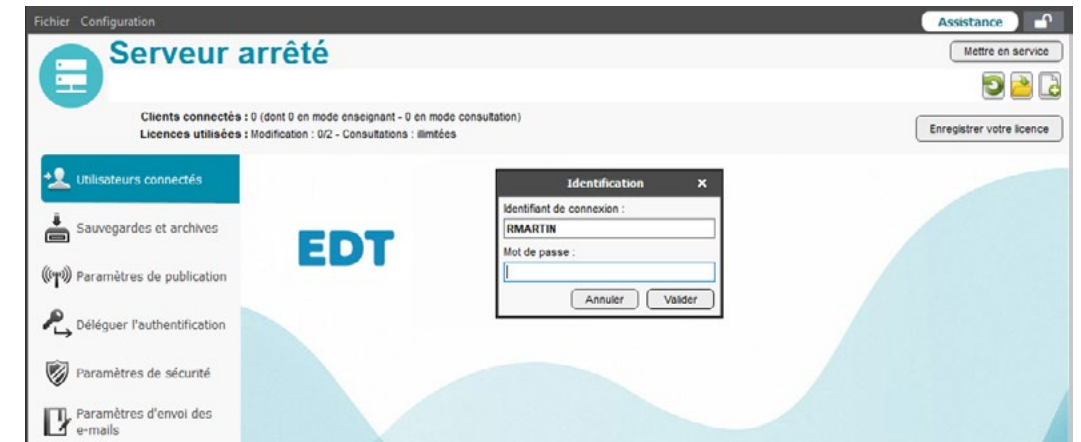 Fichier Configuration
Assistance
Serveur arrêté
Mettre en service
Clients connectés : 0 (dont 0 en mode enseignant - 0 en mode consultation)
Licences utilisées : Modification : 0/2 - Consultations : illimitées
Enregistrer votre licence
Utilisateurs connectés
Sauvegardes et archives
Paramètres de publication
Déléguer l'authentification
Paramètres de sécurité
Paramètres d'envoi des
e-mails
EDT
Identification
Identifiant de connexion :
RMARTIN
Mot de passe :
Annuler
Valider